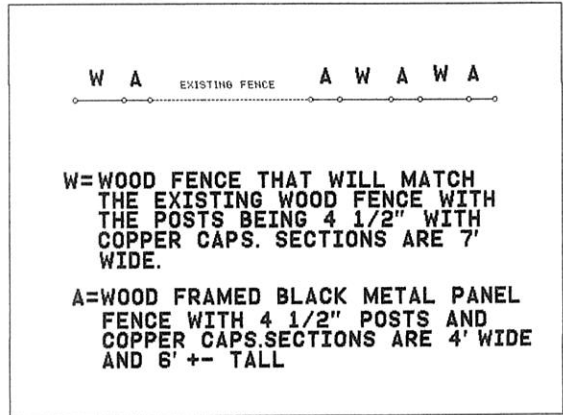 W A EXISTING FENCE A W A W A
W= WOOD FENCE THAT WILL MATCH
THE EXISTING WOOD FENCE WITH
THE POSTS BEING 4 1/2" WITH
COPPER CAPS. SECTIONS ARE 7'
WIDE.
A=WOOD FRAMED BLACK METAL PANEL
FENCE WITH 4 1/2" POSTS AND
COPPER CAPS.SECTIONS ARE 4' WIDE
AND 6' +- TALL